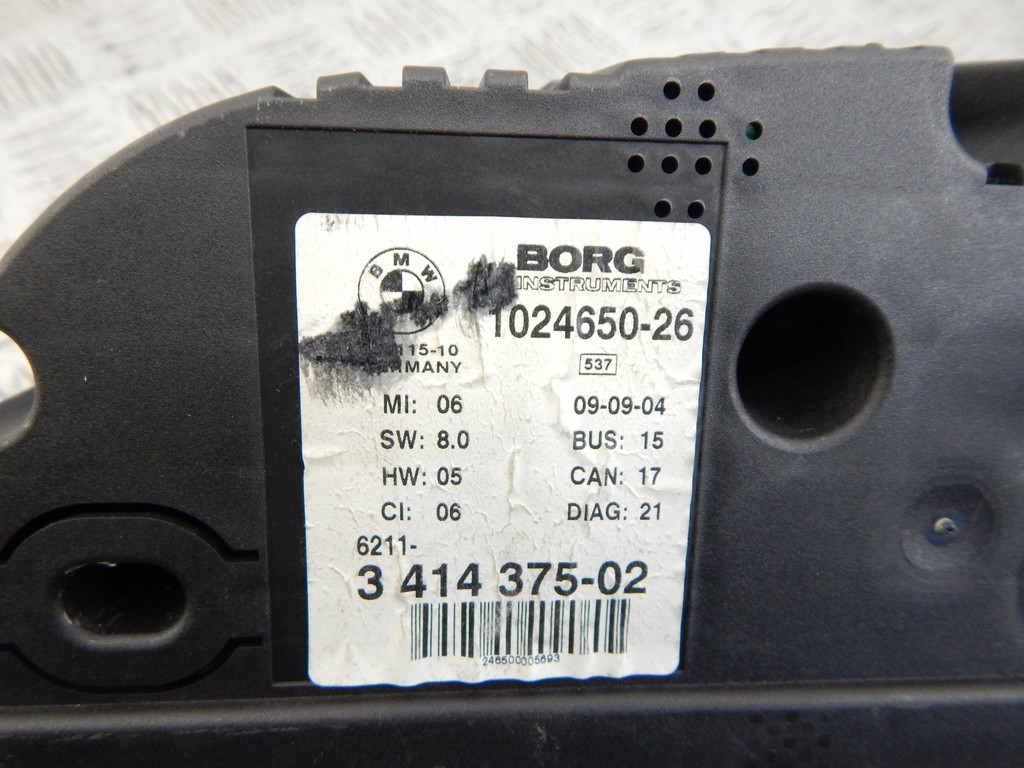 BMW
BORG
INSTRUMENTS
1024650-26
115-10
537
MI: 06
09-09-04
SW: 8.0
BUS: 15
HW: 05
CAN: 17
CI: 06
DIAG: 21
6211-
3 414 375-02
246500005693